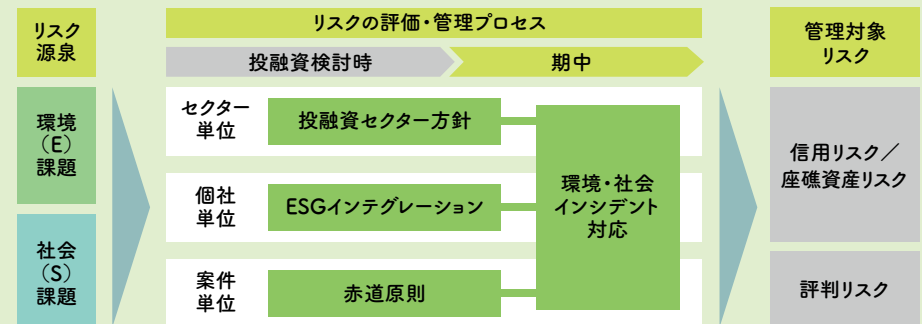 リスク
源泉
リスクの評価・管理プロセス
管理対象
リスク
投融資検討時
期中
環境
（E）
課題
社会
（S）
課題
セクター
単位
投融資セクター方針
個社
単位
ESGインテグレーション
案件
単位
赤道原則
環境・社会
インシデント
対応
信用リスク／
座礁資産リスク
評判リスク